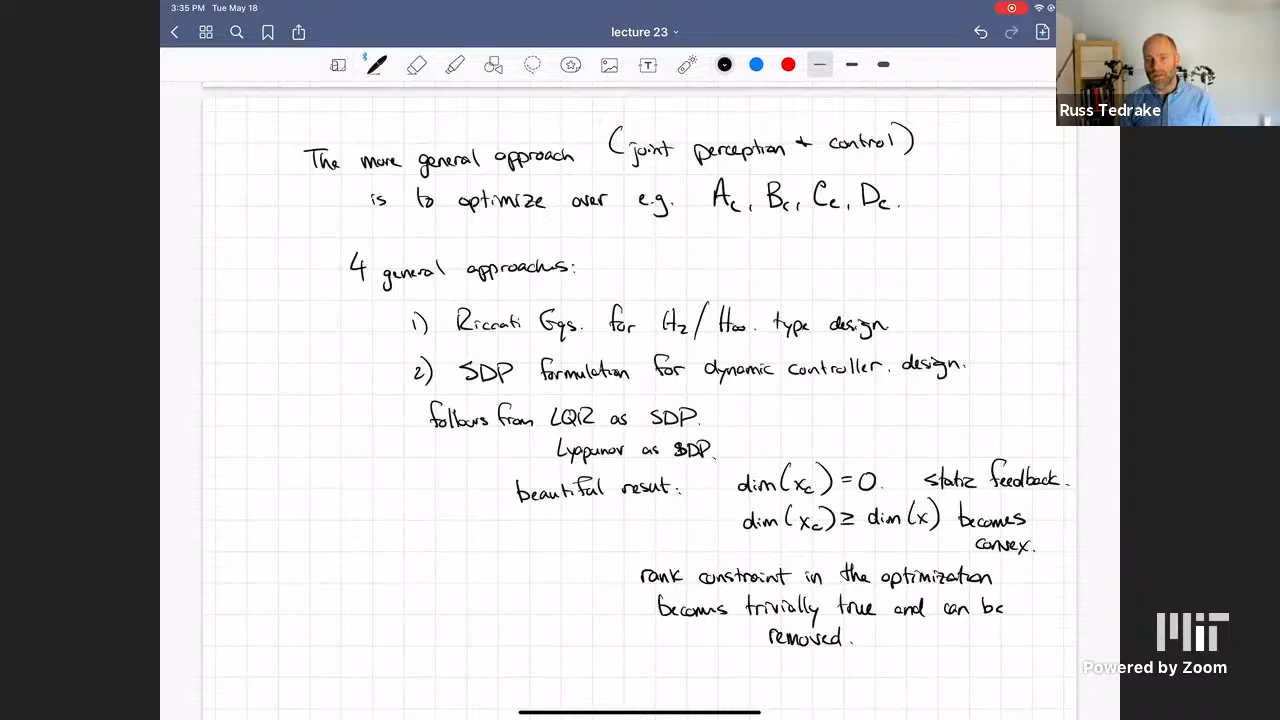 3:35 PM Tue May 18
lecture 23
Russ Tedrake
The more general approach (joint perception + control)
is to optimize over e.g. Ac, Bc, Cc, Dc.
4 general approaches:
1) Riccati Eqs. for H2/H∞ type design
2) SDP formulation for dynamic controller. design.
follows from LQR as SDP.
Lyapunov as SDP.
beautiful result: dim(xc) = 0. static feedback.
dim(xc) ≥ dim(x) becomes
convex.
rank constraint in the optimization
becomes trivially true and can be
removed.
MIT
Powered by Zoom